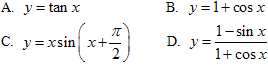 A. y = tan x B. y = 1 + cos x
C. y = x sin(x + π/2) D. y = (1 − sin x)/(1 + cos x)